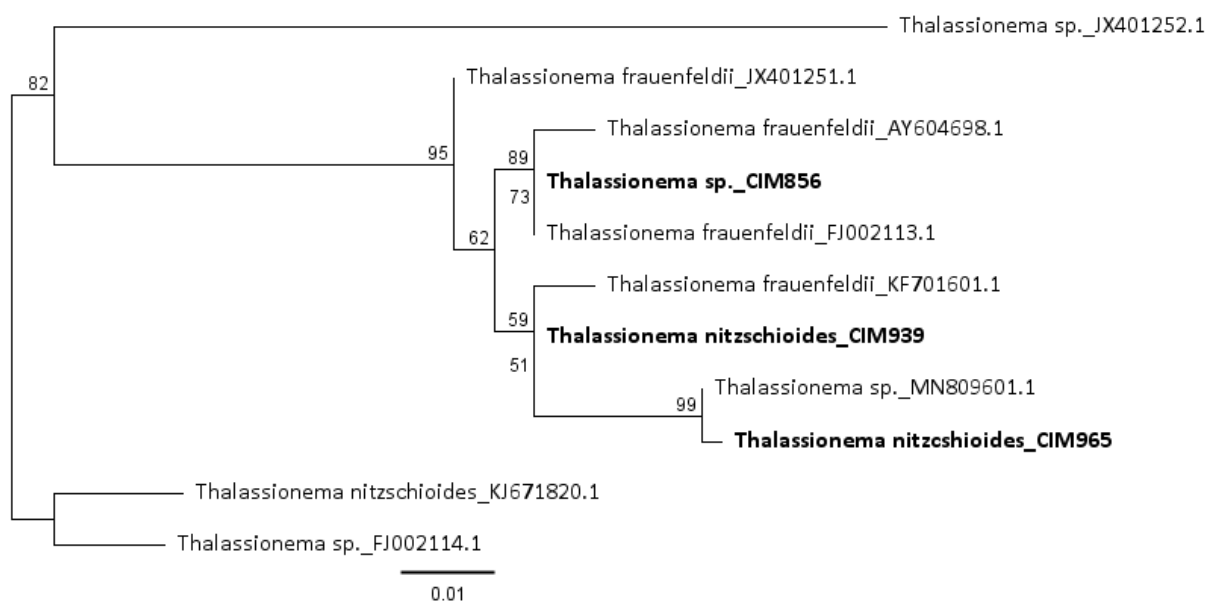 Thalassionema sp._JX401252.1
82
Thalassionema frauenfeldii_JX401251.1
Thalassionema frauenfeldii_AY604698.1
95
89
Thalassionema sp._CIM856
73
Thalassionema frauenfeldii_FJ002113.1
62
Thalassionema frauenfeldii_KF701601.1
59
Thalassionema nitzschioides_CIM939
51
Thalassionema sp._MN809601.1
99
Thalassionema nitzcshioides_CIM965
Thalassionema nitzschioides_KJ671820.1
Thalassionema sp._FJ002114.1
0.01